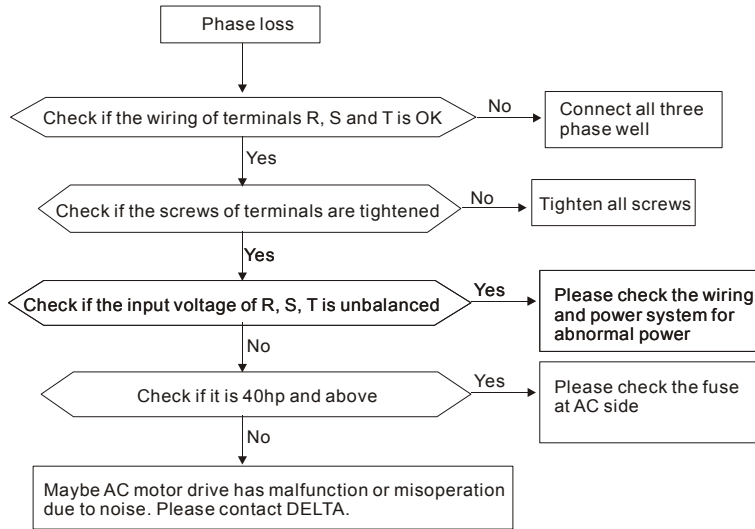 Phase loss
Check if the wiring of terminals R, S and T is OK
No
Connect all three
phase well
Yes
Check if the screws of terminals are tightened
No
Tighten all screws
Yes
Check if the input voltage of R, S, T is unbalanced
Yes
Please check the wiring
and power system for
abnormal power
No
Check if it is 40hp and above
Yes
Please check the fuse
at AC side
No
Maybe AC motor drive has malfunction or misoperation
due to noise. Please contact DELTA.